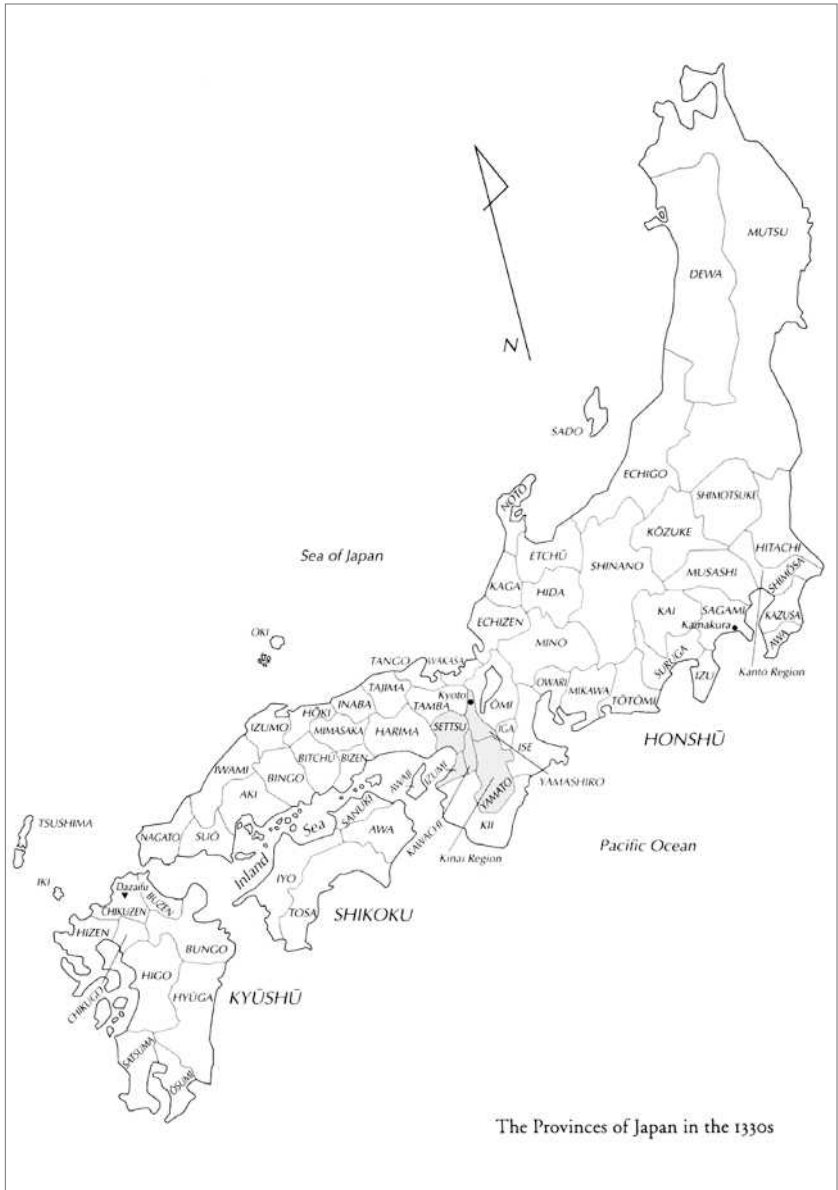 MUTSU
DEWA
N
SADO
ECHIGO
NOTO
SHIMOTSUKE
KŌZUKE
ETCHŪ
HITACHI
Sea of Japan
SHINANO
MUSASHI
SHIMŌSA
KAGA
HIDA
KAI
SAGAMI
KAZUSA
ECHIZEN
Kamakura
AWA
OKI
MINO
SURUGA
Kantō Region
TANGO
WAKASA
IZU
TAJIMA
Kyoto
ŌMI
OWARI
MIKAWA
TŌTŌMI
HŌKI
INABA
TAMBA
IZUMO
MIMASAKA
HARIMA
SETTSU
IGA
ISE
HONSHŪ
BITCHŪ
BIZEN
IWAMI
BINGO
AWAJI
IZUMI
YAMASHIRO
AKI
YAMATO
TSUSHIMA
NAGATO
SUŌ
Inland Sea
SANUKI
AWA
KAWACHI
KII
Pacific Ocean
Kinai Region
IKI
Dazaifu
BUZEN
IYO
CHIKUZEN
TOSA
SHIKOKU
HIZEN
BUNGO
HIGO
CHIKUGO
HYŪGA
KYŪSHŪ
SATSUMA
ŌSUMI
The Provinces of Japan in the 1330s